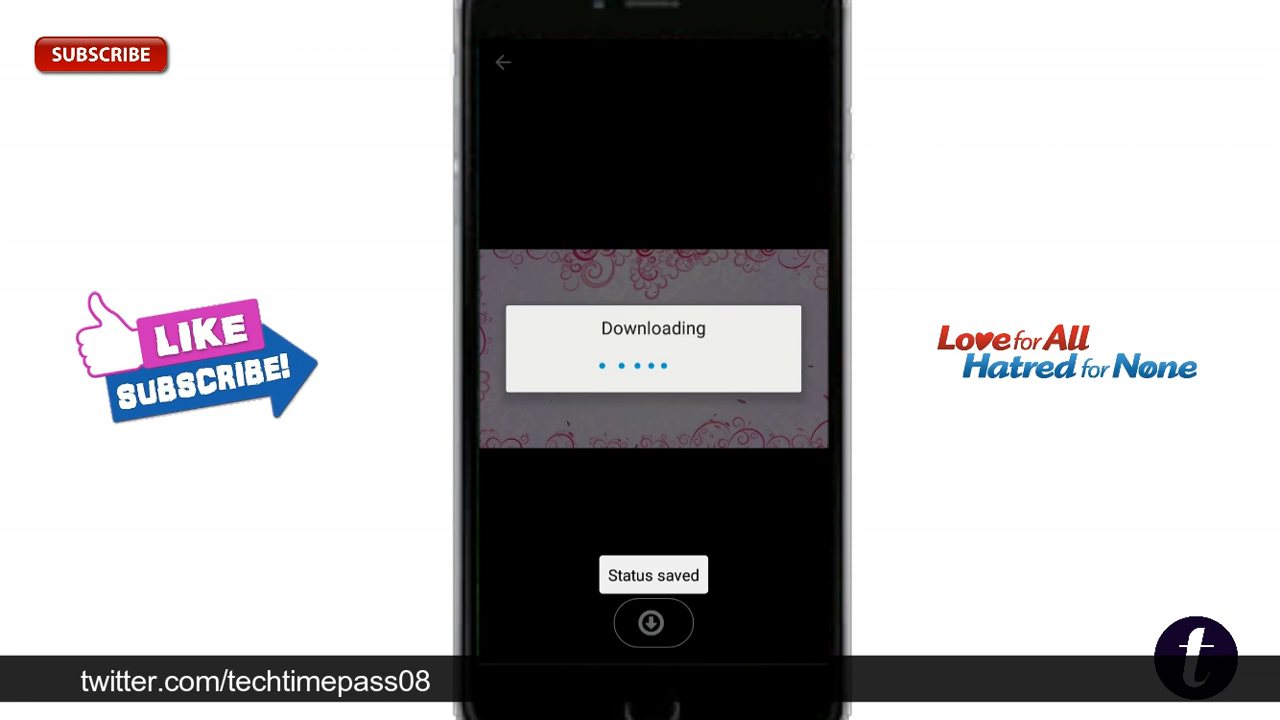 SUBSCRIBE
LIKE
SUBSCRIBE!
Downloading
Love for All
Hatred for None
Status saved
t
twitter.com/techtimepass08